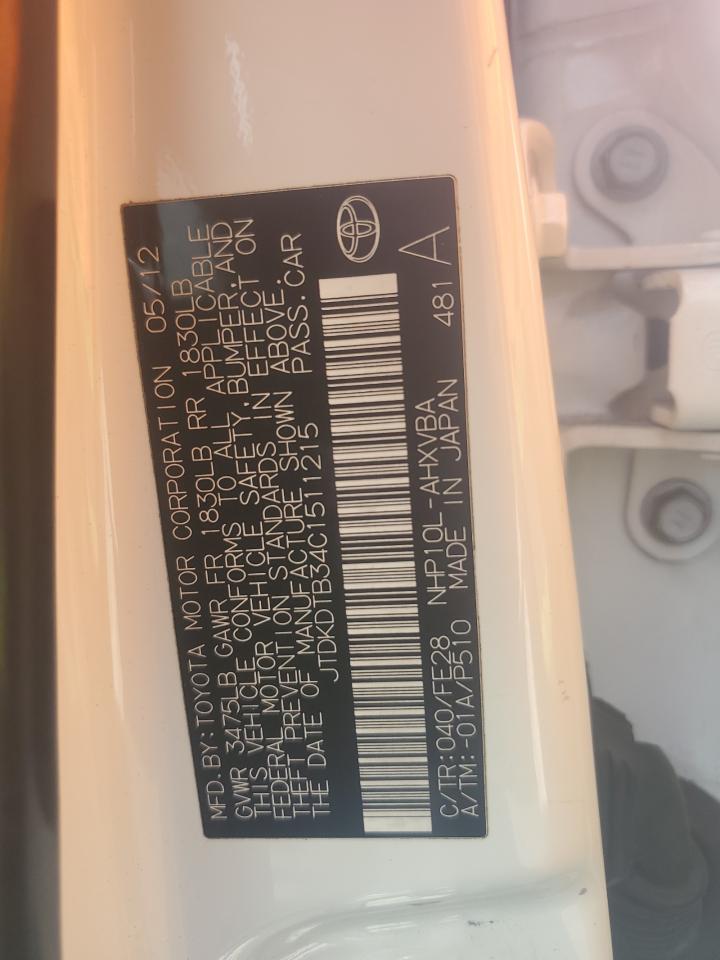 MFD.BY:TOYOTA MOTOR CORPORATION 05/12
GVWR 3475LB GAWR FR 1830LB RR 1830LB
THIS VEHICLE CONFORMS TO ALL APPLICABLE
FEDERAL MOTOR VEHICLE SAFETY,BUMPER,AND
THEFT PREVENTION STANDARDS IN EFFECT ON
THE DATE OF MANUFACTURE SHOWN ABOVE.
JTDKDTB34C1511215 PASS.CAR
C/TR:040/FE28 NHP10L-AHXVBA
A/TM:-01A/P510 MADE IN JAPAN 481 A